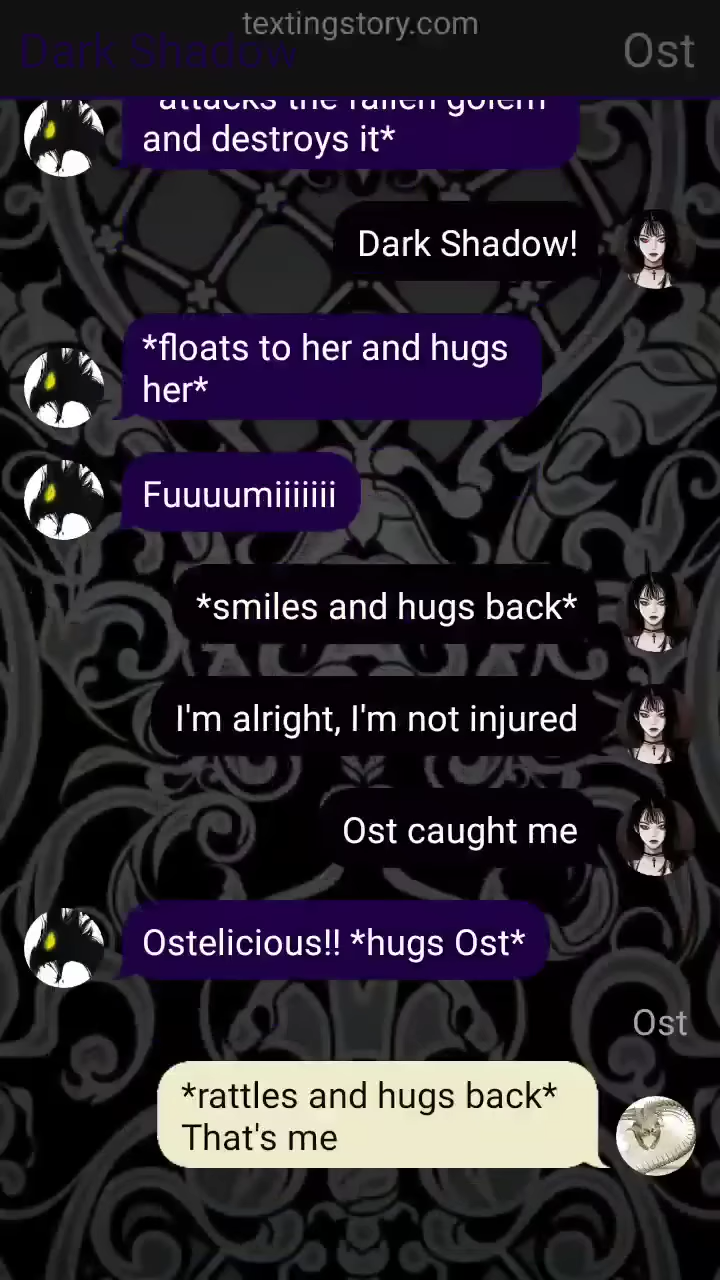 textingstory.com
Dark Shadow
Ost
*attacks the fallen golem
and destroys it*
Dark Shadow!
*floats to her and hugs
her*
Fuuuumiiiiiii
*smiles and hugs back*
I'm alright, I'm not injured
Ost caught me
Ostelicious!! *hugs Ost*
Ost
*rattles and hugs back*
That's me